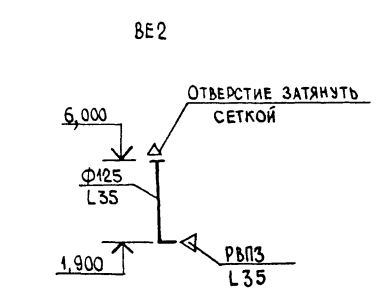 ВЕ2
ОТВЕРСТИЕ ЗАТЯНУТЬ
СЕТКОЙ
6,000
Ф125
L35
РВП3
L35
1,900